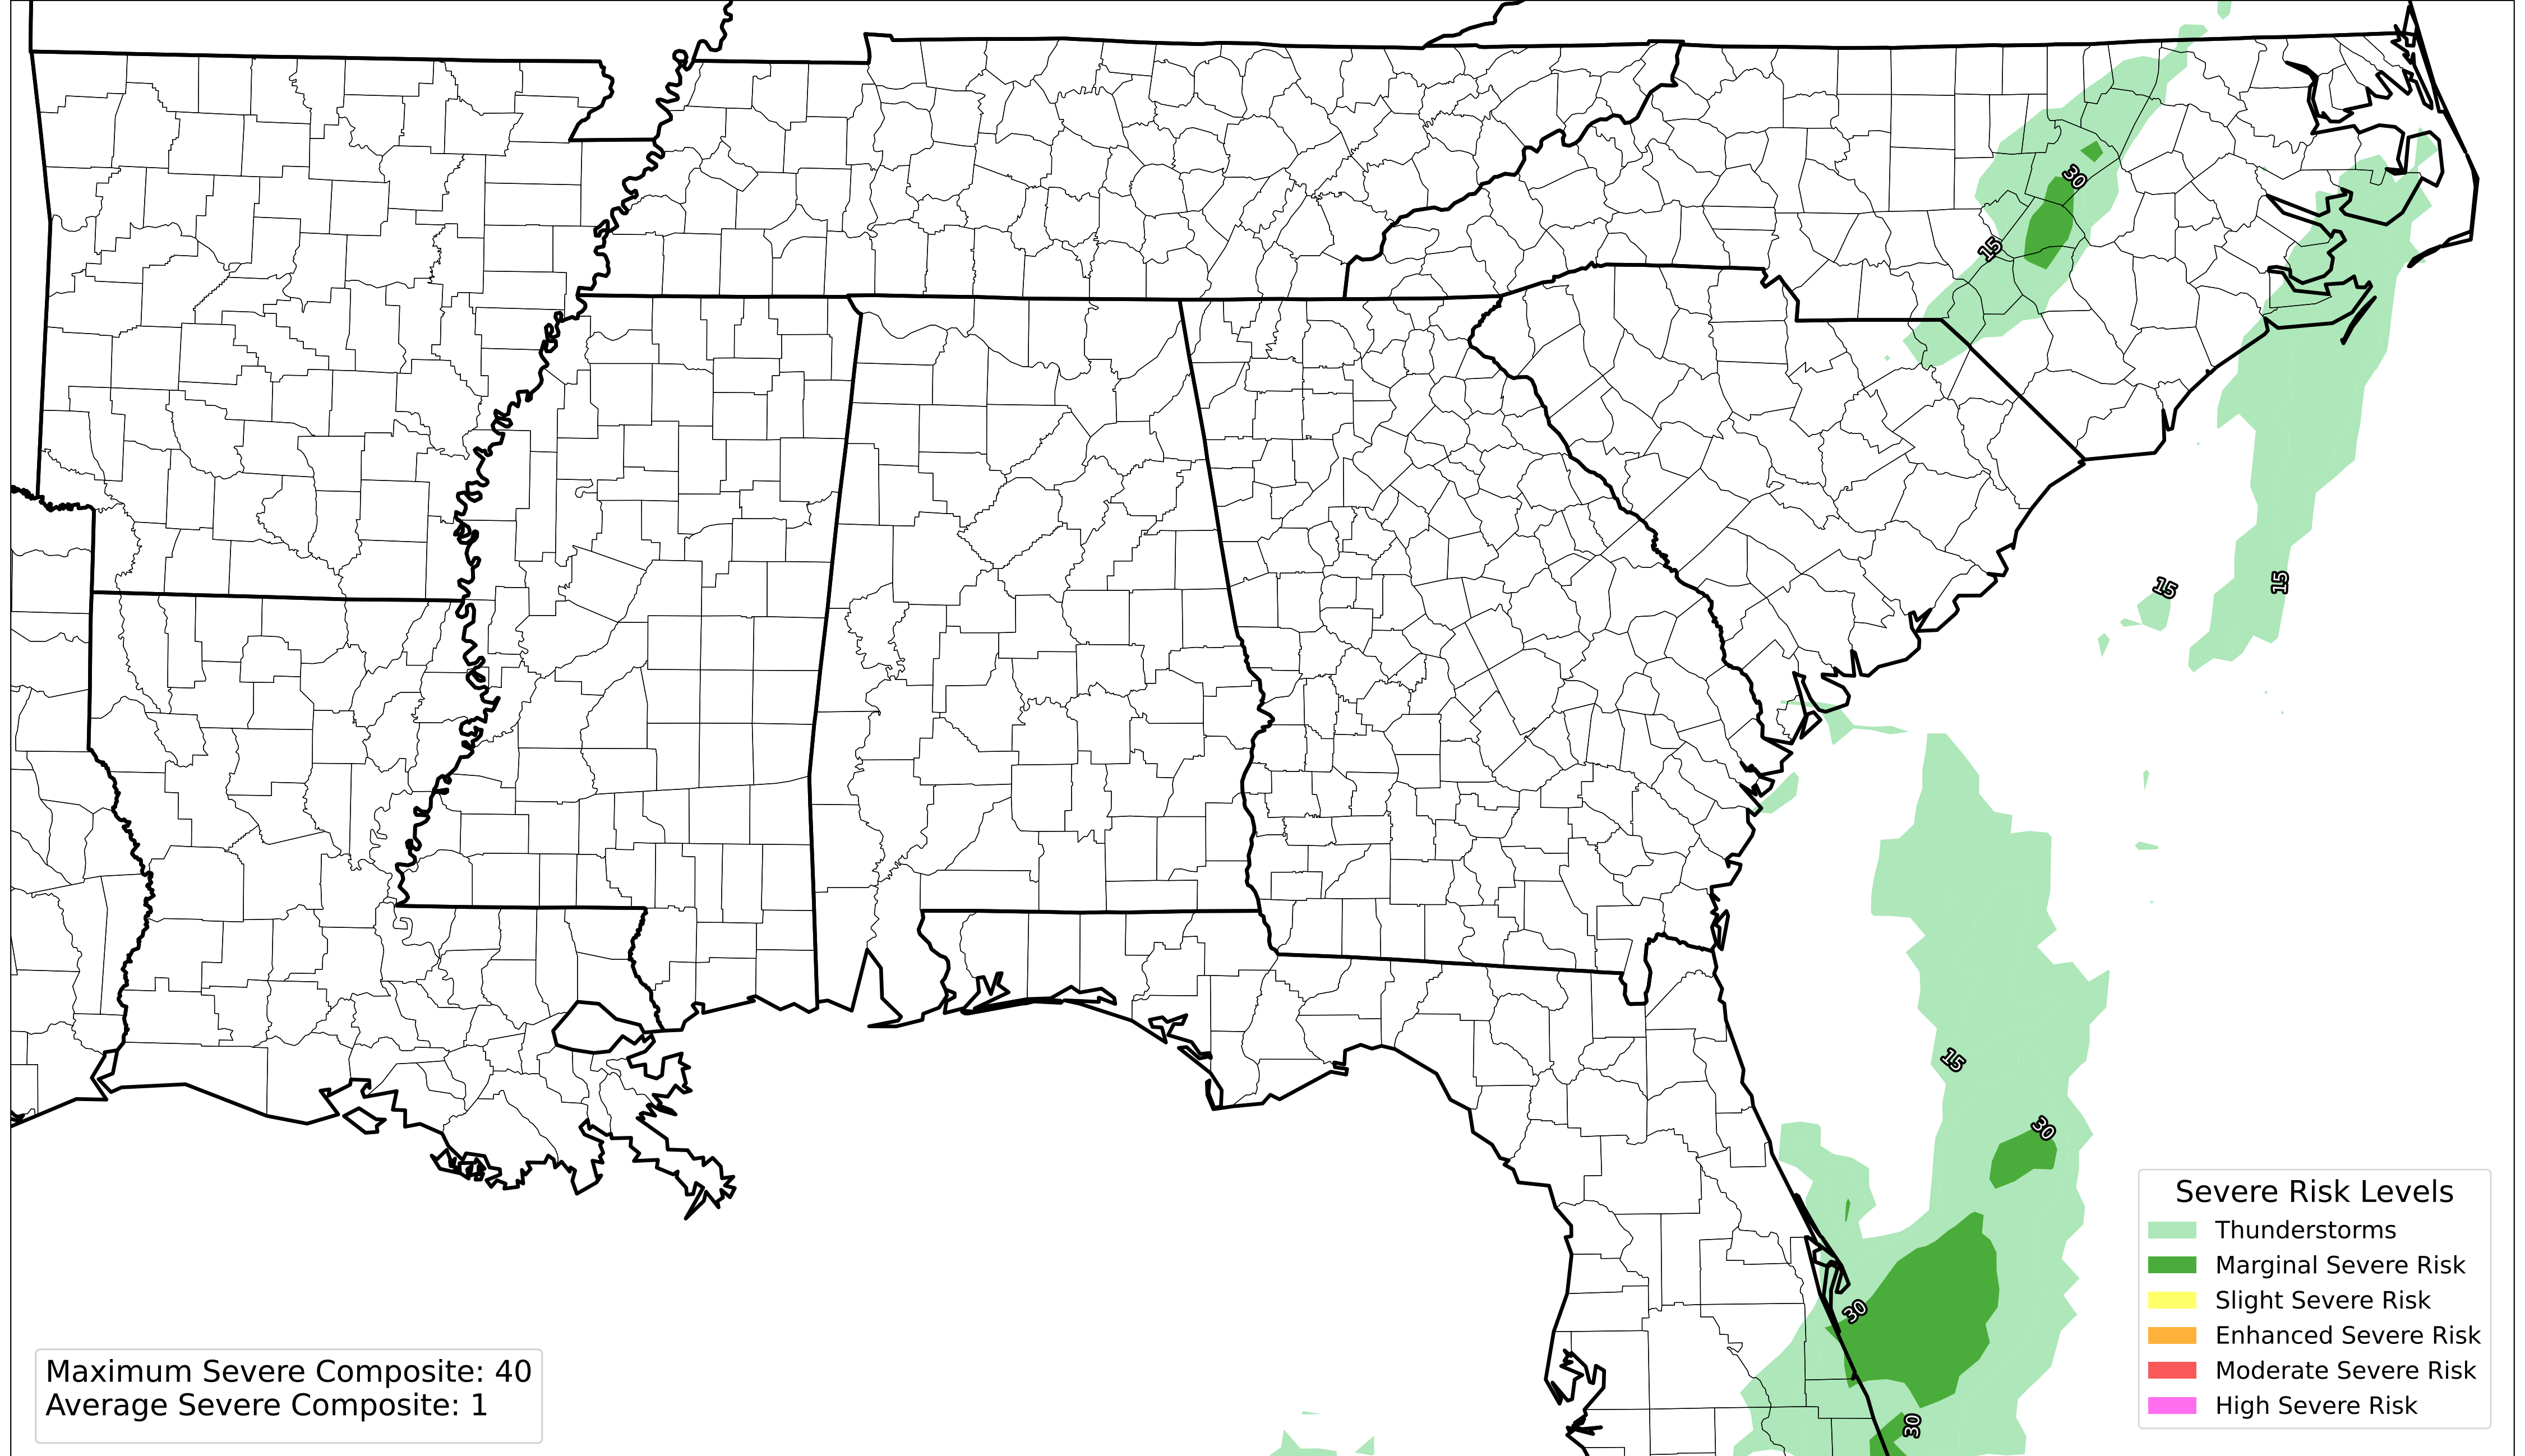 30
15
15
15
15
30
30
30
Severe Risk Levels
Thunderstorms
Marginal Severe Risk
Slight Severe Risk
Enhanced Severe Risk
Moderate Severe Risk
High Severe Risk
Maximum Severe Composite: 40
Average Severe Composite: 1